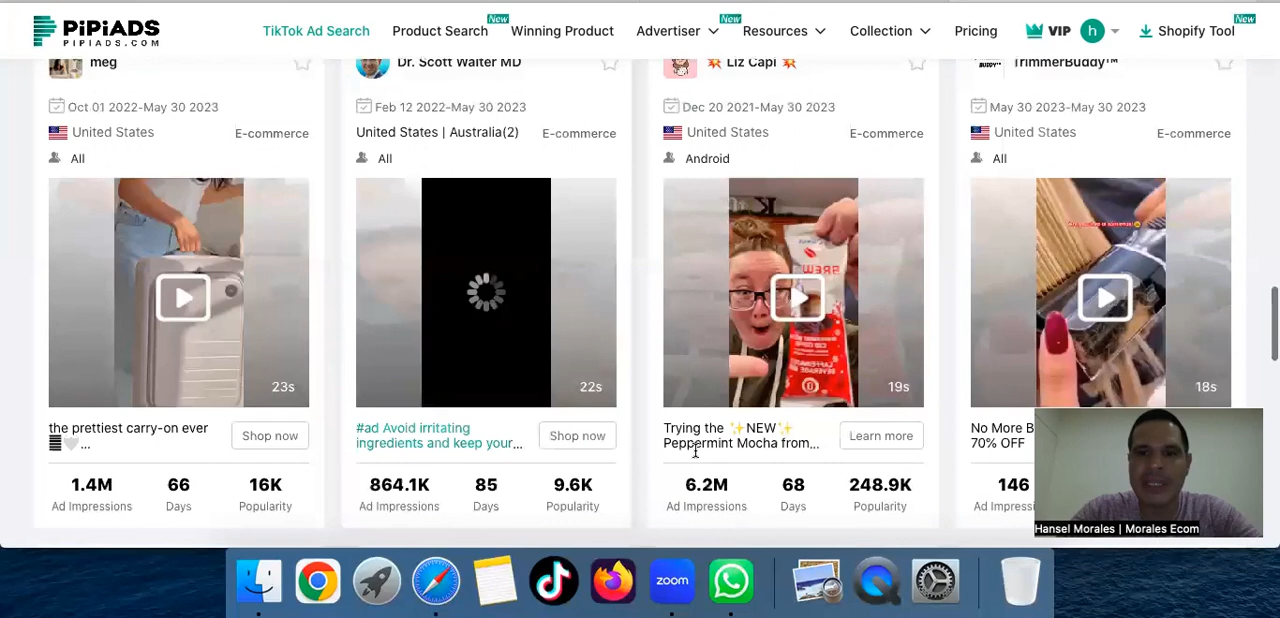 PiPiADS
PIPIADS.COM
TikTok Ad Search
Product Search
New
Winning Product
Advertiser
New
Resources
Collection
Pricing
VIP
h
Shopify Tool
New
meg
Oct 01 2022-May 30 2023
United States
E-commerce
All
23s
the prettiest carry-on ever
...
Shop now
1.4M
Ad Impressions
66
Days
16K
Popularity
Dr. Scott Walter MD
Feb 12 2022-May 30 2023
United States | Australia(2)
E-commerce
All
22s
#ad Avoid irritating
ingredients and keep your...
Shop now
864.1K
Ad Impressions
85
Days
9.6K
Popularity
💥 Liz Capi 💥
Dec 20 2021-May 30 2023
United States
E-commerce
Android
19s
Trying the ✨NEW✨
Peppermint Mocha from...
Learn more
6.2M
Ad Impressions
68
Days
248.9K
Popularity
TrimmerBuddy™
May 30 2023-May 30 2023
United States
E-commerce
All
18s
No More B
70% OFF
146
Ad Impressions
Hansel Morales | Morales Ecom
zoom